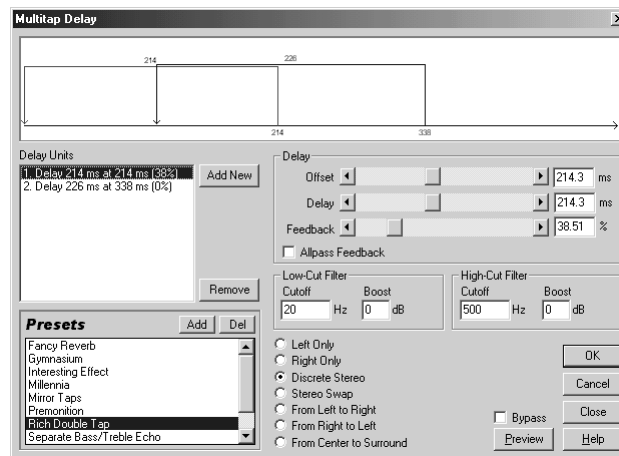 Multitap Delay
214
226
214
338
Delay Units
1. Delay 214 ms at 214 ms (38%)
2. Delay 226 ms at 338 ms (0%)
Add New
Remove
Delay
Offset 214.3 ms
Delay 214.3 ms
Feedback 38.51 %
Allpass Feedback
Low-Cut Filter
Cutoff Boost
20 Hz 0 dB
High-Cut Filter
Cutoff Boost
500 Hz 0 dB
Presets Add Del
Fancy Reverb
Gymnasium
Interesting Effect
Millennia
Mirror Taps
Premonition
Rich Double Tap
Separate Bass/Treble Echo
Left Only
Right Only
Discrete Stereo
Stereo Swap
From Left to Right
From Right to Left
From Center to Surround
Bypass
Preview
OK
Cancel
Close
Help